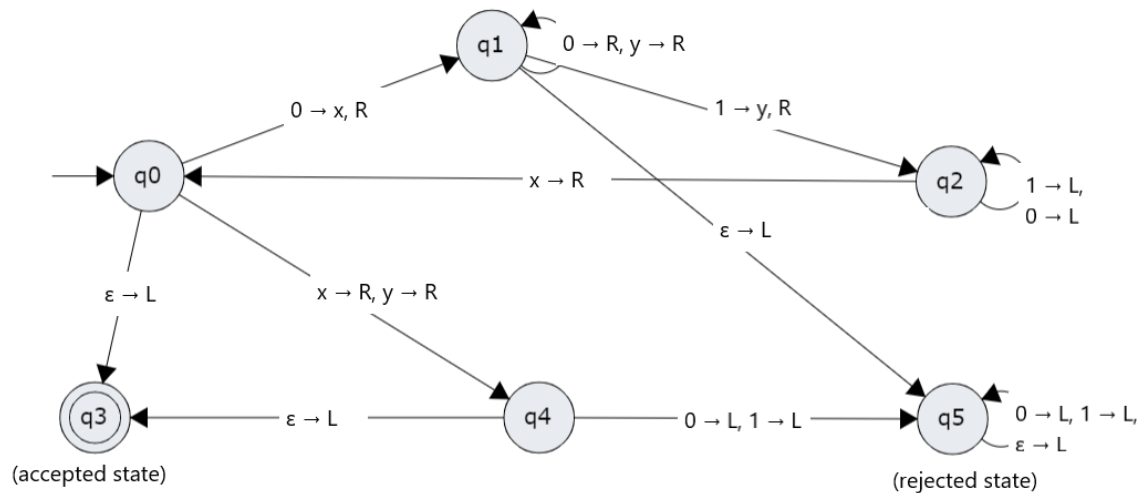 q1
0 → R, y → R
0 → x, R
1 → y, R
q0
x → R
q2
1 → L,
0 → L
ε → L
ε → L
x → R, y → R
q3
ε → L
q4
0 → L, 1 → L
q5
0 → L, 1 → L,
ε → L
(accepted state)
(rejected state)